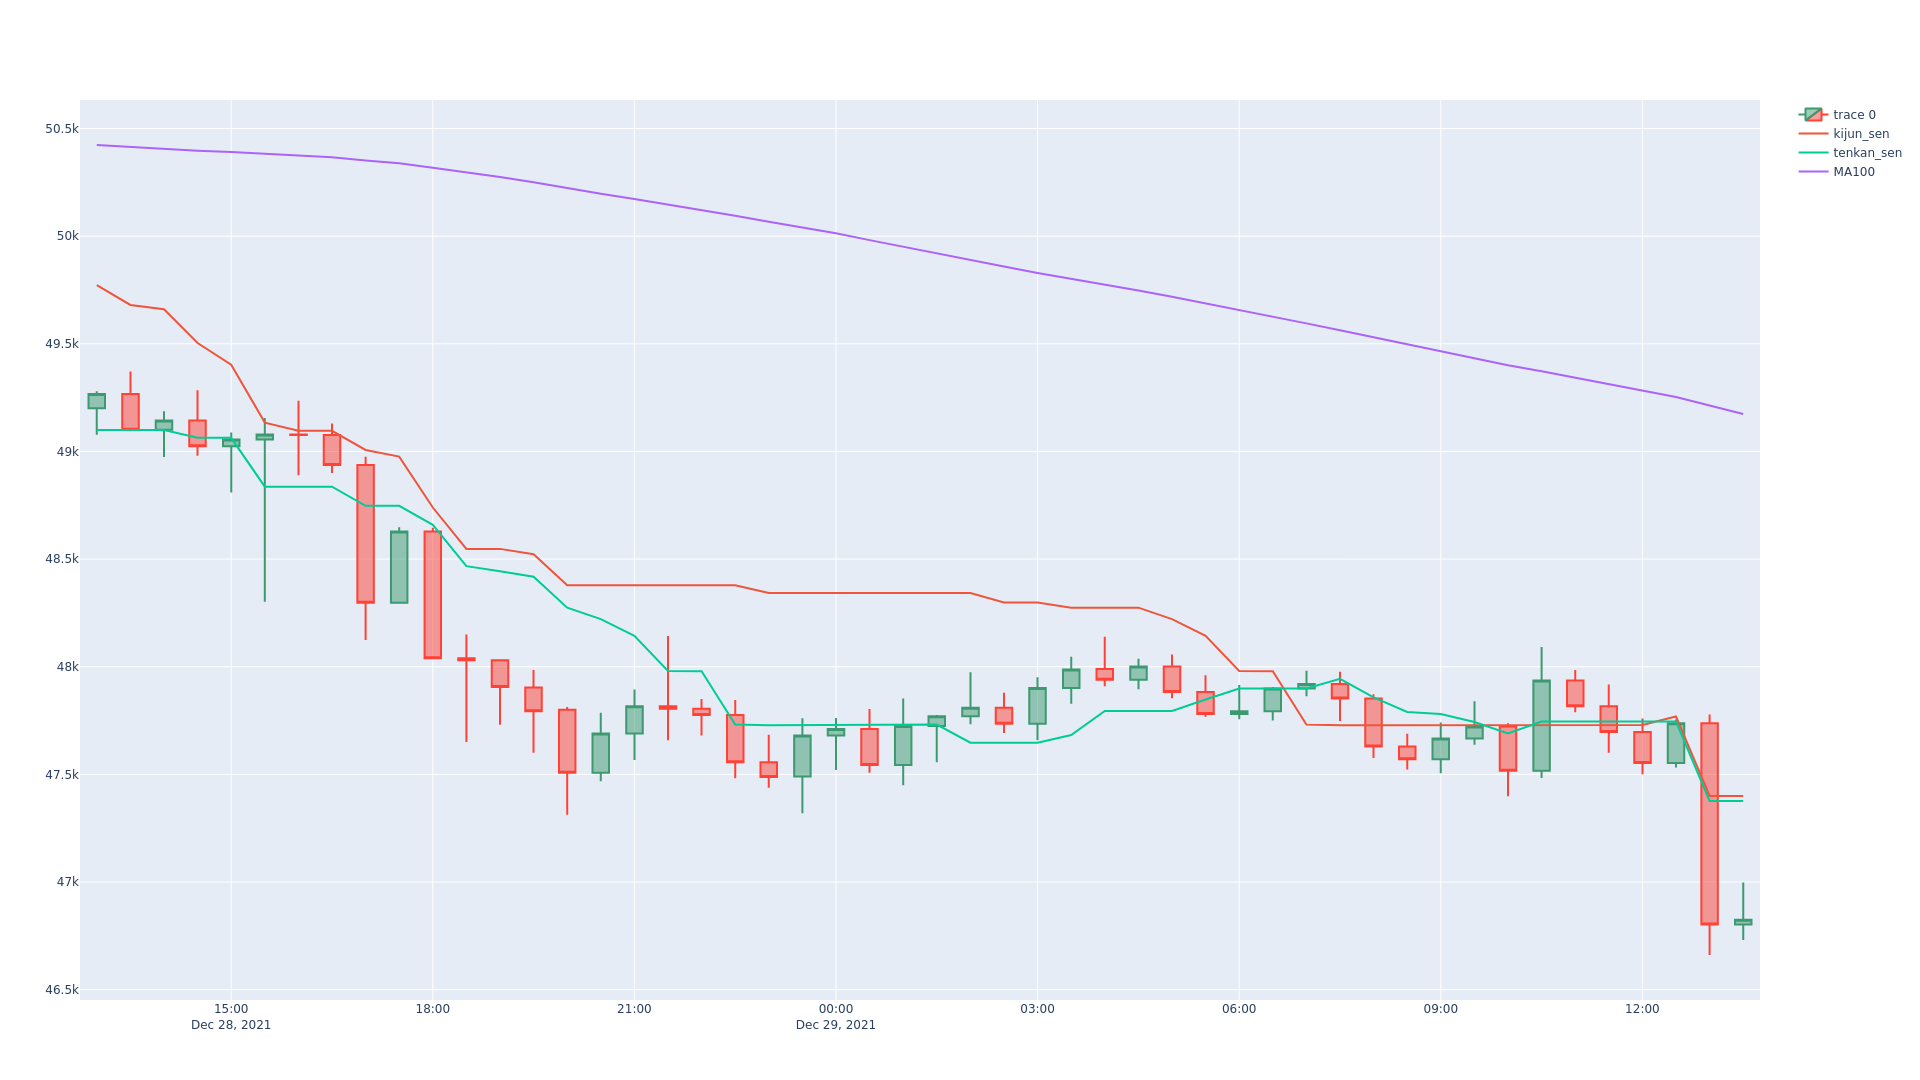 50.5k
50k
49.5k
49k
48.5k
48k
47.5k
47k
46.5k
15:00
Dec 28, 2021
18:00
21:00
00:00
Dec 29, 2021
03:00
06:00
09:00
12:00
trace 0
kijun_sen
tenkan_sen
MA100